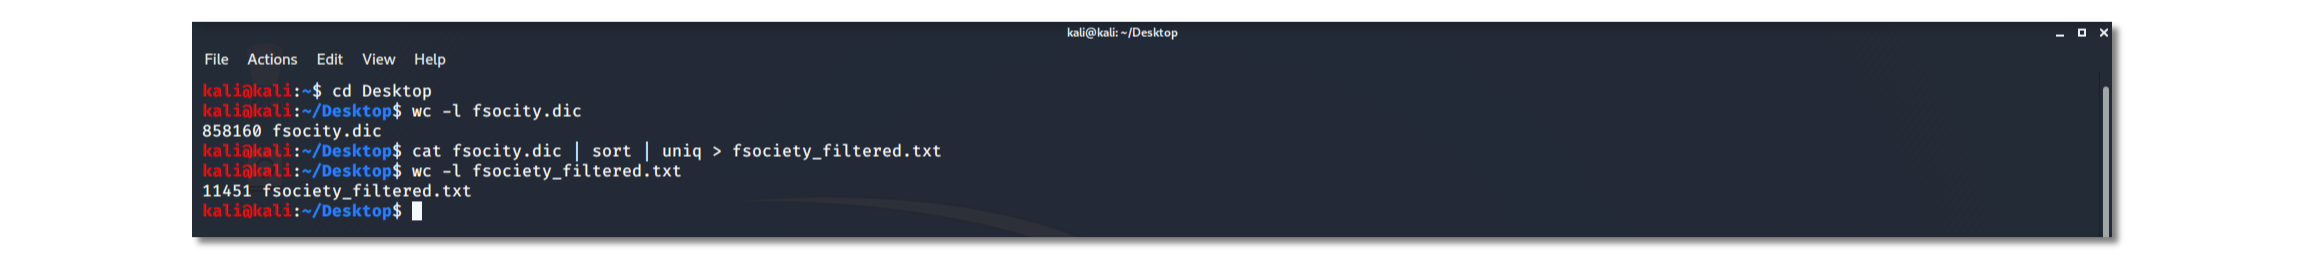 kali@kali: ~/Desktop
File Actions Edit View Help
kali@kali:~$ cd Desktop
kali@kali:~/Desktop$ wc -l fsocity.dic
858160 fsocity.dic
kali@kali:~/Desktop$ cat fsocity.dic | sort | uniq > fsociety_filtered.txt
kali@kali:~/Desktop$ wc -l fsociety_filtered.txt
11451 fsociety_filtered.txt
kali@kali:~/Desktop$